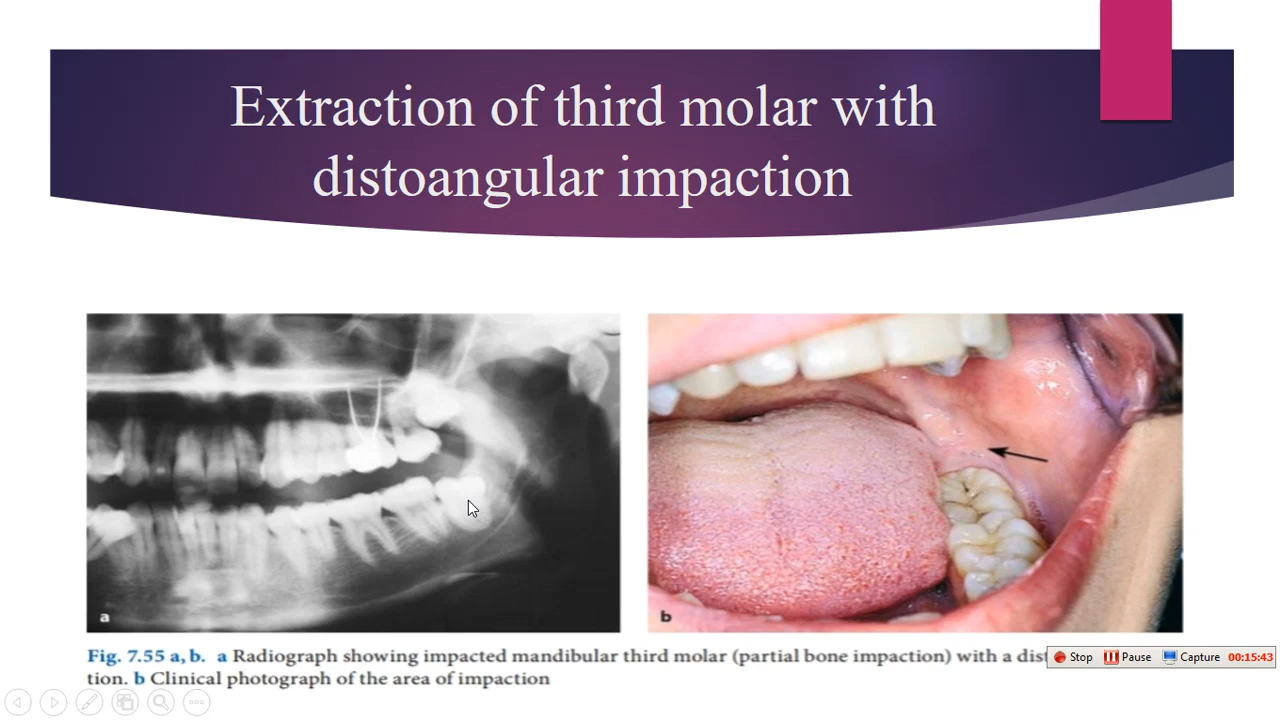 Extraction of third molar with
distoangular impaction
a
b
Fig. 7.55 a, b. a Radiograph showing impacted mandibular third molar (partial bone impaction) with a
tion. b Clinical photograph of the area of impaction
Stop Pause Capture 00:15:43